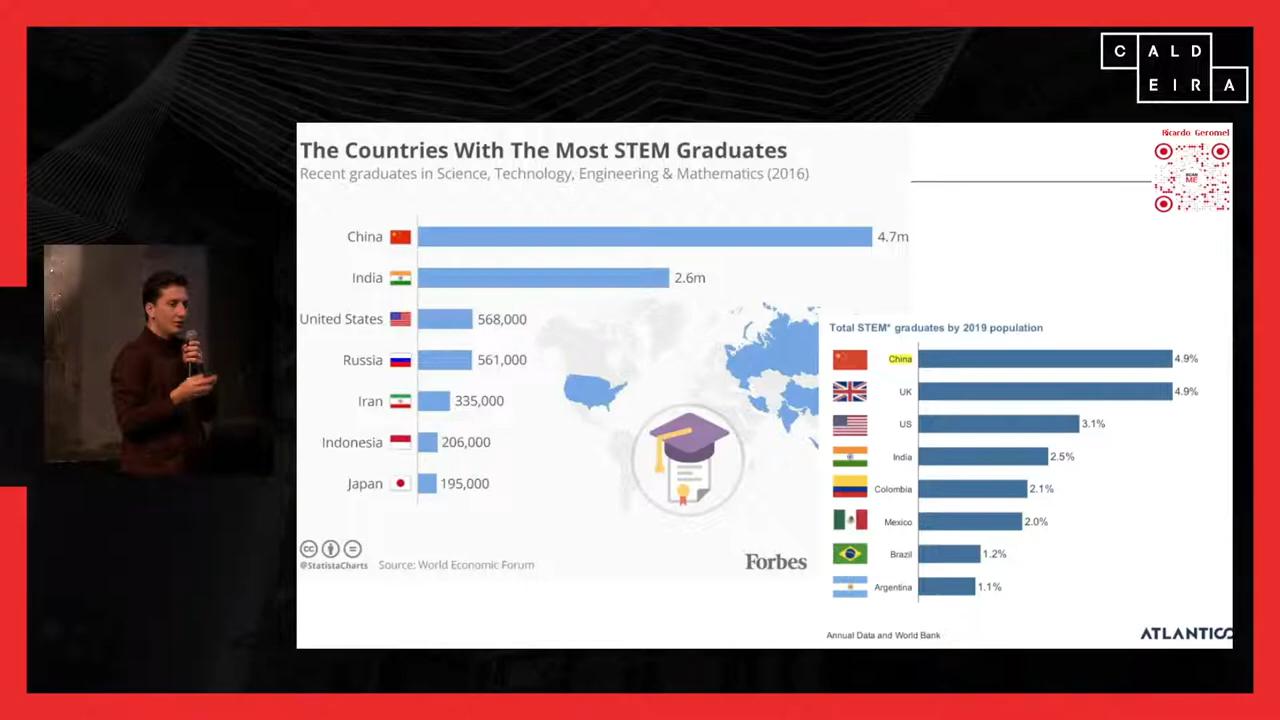 CALD
EIRA
Ricardo Geromel
SCAN
ME
The Countries With The Most STEM Graduates
Recent graduates in Science, Technology, Engineering & Mathematics (2016)
China 4.7m
India 2.6m
United States 568,000
Russia 561,000
Iran 335,000
Indonesia 206,000
Japan 195,000
@StatistaCharts Source: World Economic Forum
Forbes
Total STEM* graduates by 2019 population
China 4.9%
UK 4.9%
US 3.1%
India 2.5%
Colombia 2.1%
Mexico 2.0%
Brazil 1.2%
Argentina 1.1%
Annual Data and World Bank
ATLANTICO